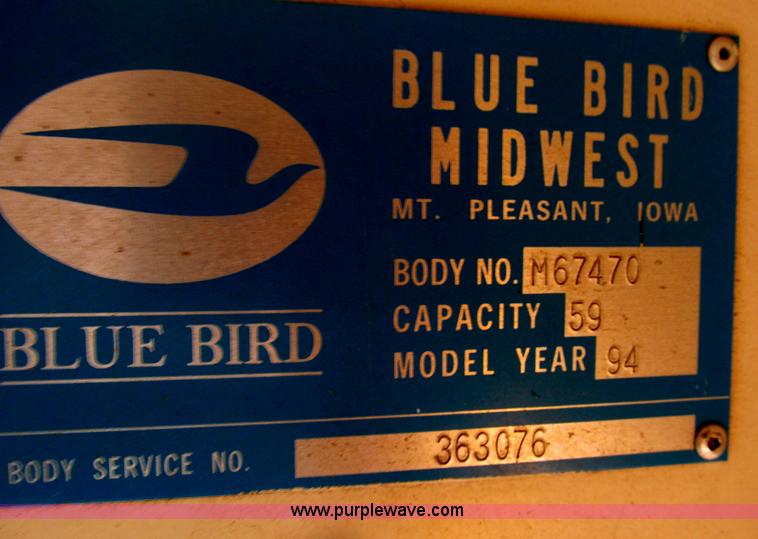 BLUE BIRD
MIDWEST
MT. PLEASANT, IOWA
BODY NO. M67470
CAPACITY 59
MODEL YEAR 94
BLUE BIRD
BODY SERVICE NO. 363076
www.purplewave.com